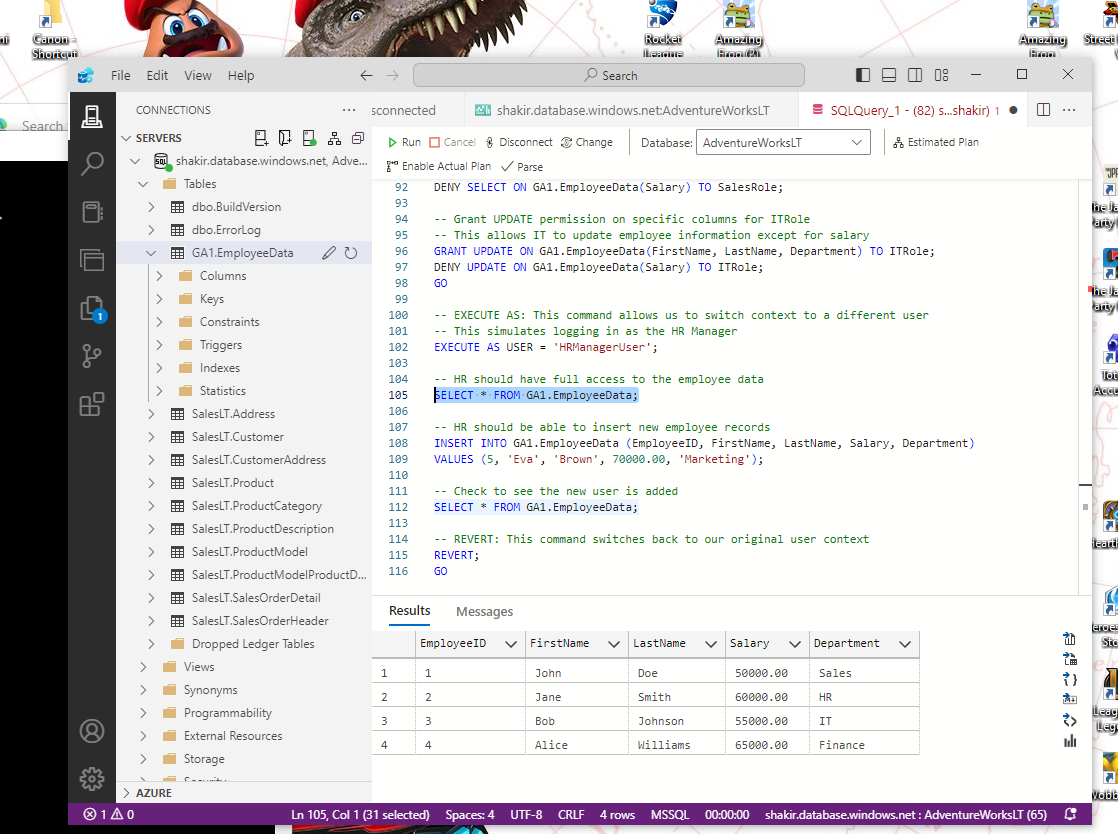 Canon -
Shortcut
Rocket
League
Amazing
Frog (?)
Amazing
Frog
Street
File Edit View Help
Search
Search
CONNECTIONS
sconnected
shakir.database.windows.net:AdventureWorksLT
SQLQuery_1 - (82) s...shakir) 1
SERVERS
Run Cancel Disconnect Change Database: AdventureWorksLT Estimated Plan
Enable Actual Plan Parse
shakir.database.windows.net, Adve...
Tables
dbo.BuildVersion
dbo.ErrorLog
GA1.EmployeeData
Columns
Keys
Constraints
Triggers
Indexes
Statistics
SalesLT.Address
SalesLT.Customer
SalesLT.CustomerAddress
SalesLT.Product
SalesLT.ProductCategory
SalesLT.ProductDescription
SalesLT.ProductModel
SalesLT.ProductModelProductD...
SalesLT.SalesOrderDetail
SalesLT.SalesOrderHeader
Dropped Ledger Tables
Views
Synonyms
Programmability
External Resources
Storage
Security
AZURE
1
92 DENY SELECT ON GA1.EmployeeData(Salary) TO SalesRole;
93
94 -- Grant UPDATE permission on specific columns for ITRole
95 -- This allows IT to update employee information except for salary
96 GRANT UPDATE ON GA1.EmployeeData(FirstName, LastName, Department) TO ITRole;
97 DENY UPDATE ON GA1.EmployeeData(Salary) TO ITRole;
98 GO
99
100 -- EXECUTE AS: This command allows us to switch context to a different user
101 -- This simulates logging in as the HR Manager
102 EXECUTE AS USER = 'HRManagerUser';
103
104 -- HR should have full access to the employee data
105 SELECT * FROM GA1.EmployeeData;
106
107 -- HR should be able to insert new employee records
108 INSERT INTO GA1.EmployeeData (EmployeeID, FirstName, LastName, Salary, Department)
109 VALUES (5, 'Eva', 'Brown', 70000.00, 'Marketing');
110
111 -- Check to see the new user is added
112 SELECT * FROM GA1.EmployeeData;
113
114 -- REVERT: This command switches back to our original user context
115 REVERT;
116 GO
Results Messages
EmployeeID FirstName LastName Salary Department
1 1 John Doe 50000.00 Sales
2 2 Jane Smith 60000.00 HR
3 3 Bob Johnson 55000.00 IT
4 4 Alice Williams 65000.00 Finance
1 0 Ln 105, Col 1 (31 selected) Spaces: 4 UTF-8 CRLF 4 rows MSSQL 00:00:00 shakir.database.windows.net : AdventureWorksLT (65)